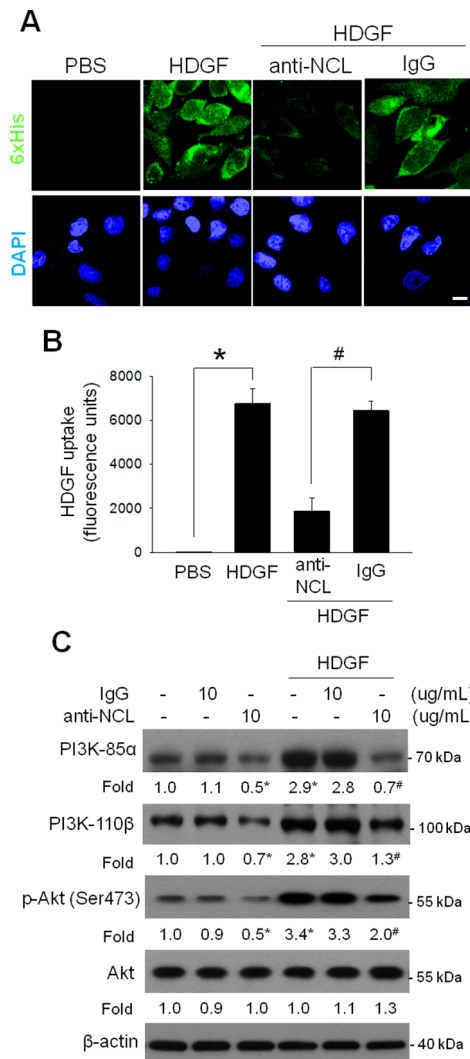 A
HDGF
PBS HDGF anti-NCL IgG
6xHis
DAPI
B
HDGF uptake
(fluorescence units)
8000
6000
4000
2000
0
* #
PBS HDGF anti-NCL IgG
HDGF
C
HDGF
IgG - 10 - - 10 - (ug/mL)
anti-NCL - - 10 - - 10 (ug/mL)
PI3K-85α - 70 kDa
Fold 1.0 1.1 0.5* 2.9* 2.8 0.7#
PI3K-110β - 100 kDa
Fold 1.0 1.0 0.7* 2.8* 3.0 1.3#
p-Akt (Ser473) - 55 kDa
Fold 1.0 0.9 0.5* 3.4* 3.3 2.0#
Akt - 55 kDa
Fold 1.0 0.9 1.0 1.0 1.1 1.3
β-actin - 40 kDa